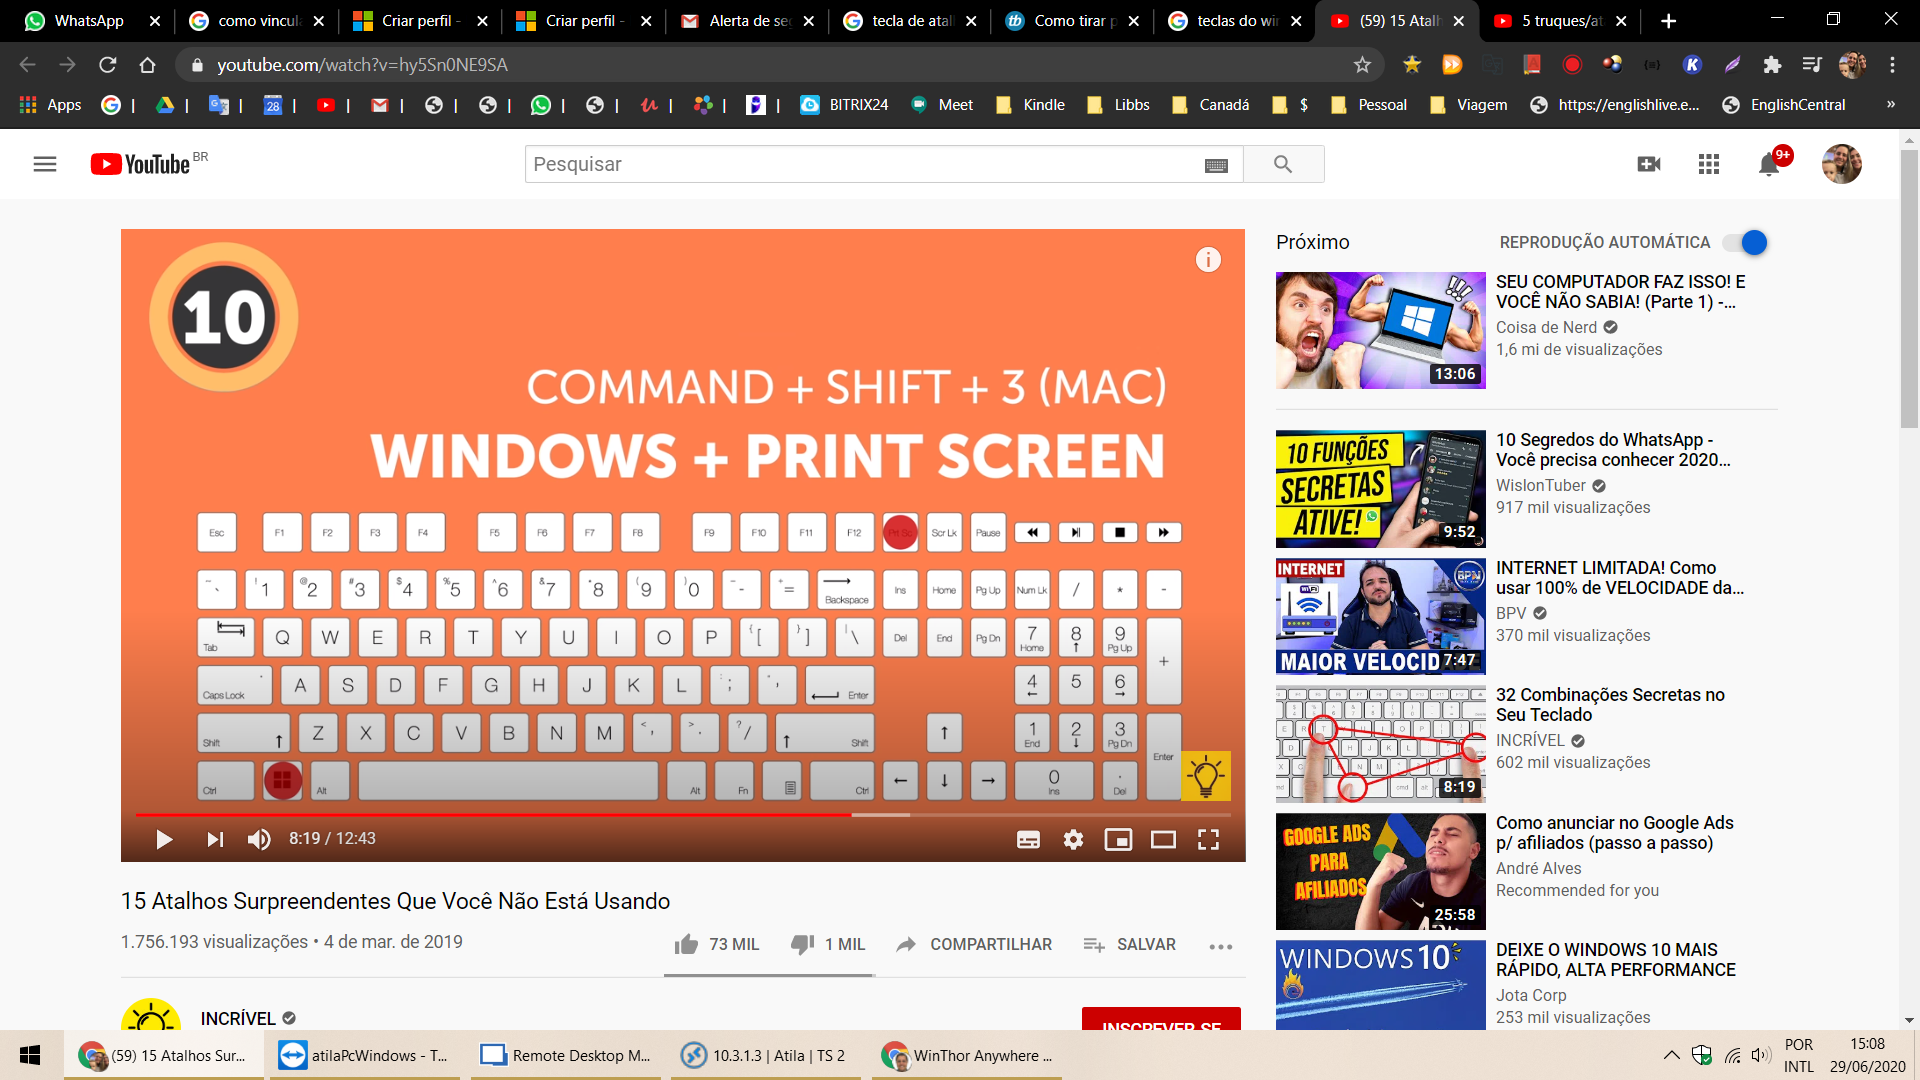 WhatsApp
como vincul
Criar perfil -
Criar perfil -
Alerta de se
tecla de atal
Como tirar p
teclas do wi
(59) 15 Atalh
5 truques/at
youtube.com/watch?v=hy5Sn0NE9SA
Apps
28
BITRIX24
Meet
Kindle
Libbs
Canadá
$
Pessoal
Viagem
https://englishlive.e...
EnglishCentral
»
YouTube BR
Pesquisar
9+
10
COMMAND + SHIFT + 3 (MAC)
WINDOWS + PRINT SCREEN
Esc F1 F2 F3 F4 F5 F6 F7 F8 F9 F10 F11 F12 Scr Lk Pause
~ ` ! 1 @ 2 # 3 $ 4 % 5 ^ 6 & 7 * 8 ( 9 ) 0 - + = Backspace Ins Home Pg Up Num Lk / * -
Tab Q W E R T Y U I O P { [ } ] | \ Del End Pg Dn 7 Home 8 9 Pg Up +
Caps Lock A S D F G H J K L : ; Enter 4 5 6
Shift Z X C V B N M < , > . ? / Shift 1 End 2 3 Pg Dn Enter
Ctrl Alt Alt Fn Ctrl 0 Ins . Del
8:19 / 12:43
15 Atalhos Surpreendentes Que Você Não Está Usando
1.756.193 visualizações • 4 de mar. de 2019
73 MIL
1 MIL
COMPARTILHAR
SALVAR
INCRÍVEL
INSCREVER-SE
Próximo
REPRODUÇÃO AUTOMÁTICA
13:06
SEU COMPUTADOR FAZ ISSO! E
VOCÊ NÃO SABIA! (Parte 1) -...
Coisa de Nerd
1,6 mi de visualizações
10 FUNÇÕES
SECRETAS
ATIVE!
9:52
10 Segredos do WhatsApp -
Você precisa conhecer 2020...
WislonTuber
917 mil visualizações
INTERNET
Wi Fi
BPN
MAIOR VELOCID
7:47
INTERNET LIMITADA! Como
usar 100% de VELOCIDADE da...
BPV
370 mil visualizações
8:19
32 Combinações Secretas no
Seu Teclado
INCRÍVEL
602 mil visualizações
GOOGLE ADS
PARA
AFILIADOS
25:58
Como anunciar no Google Ads
p/ afiliados (passo a passo)
André Alves
Recommended for you
WINDOWS 10
DEIXE O WINDOWS 10 MAIS
RÁPIDO, ALTA PERFORMANCE
Jota Corp
253 mil visualizações
(59) 15 Atalhos Sur...
atilaPcWindows - T...
Remote Desktop M...
10.3.1.3 | Atila | TS 2
WinThor Anywhere ...
POR
INTL
15:08
29/06/2020